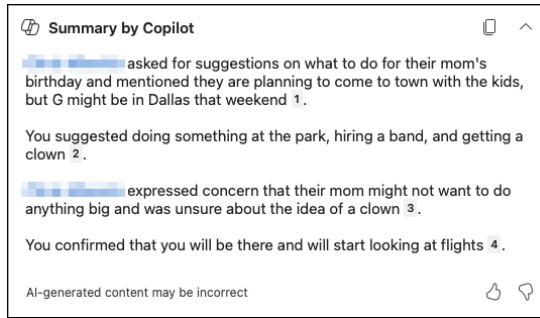 Summary by Copilot
asked for suggestions on what to do for their mom's
birthday and mentioned they are planning to come to town with the kids,
but G might be in Dallas that weekend 1.
You suggested doing something at the park, hiring a band, and getting a
clown 2.
expressed concern that their mom might not want to do
anything big and was unsure about the idea of a clown 3.
You confirmed that you will be there and will start looking at flights 4.
AI-generated content may be incorrect